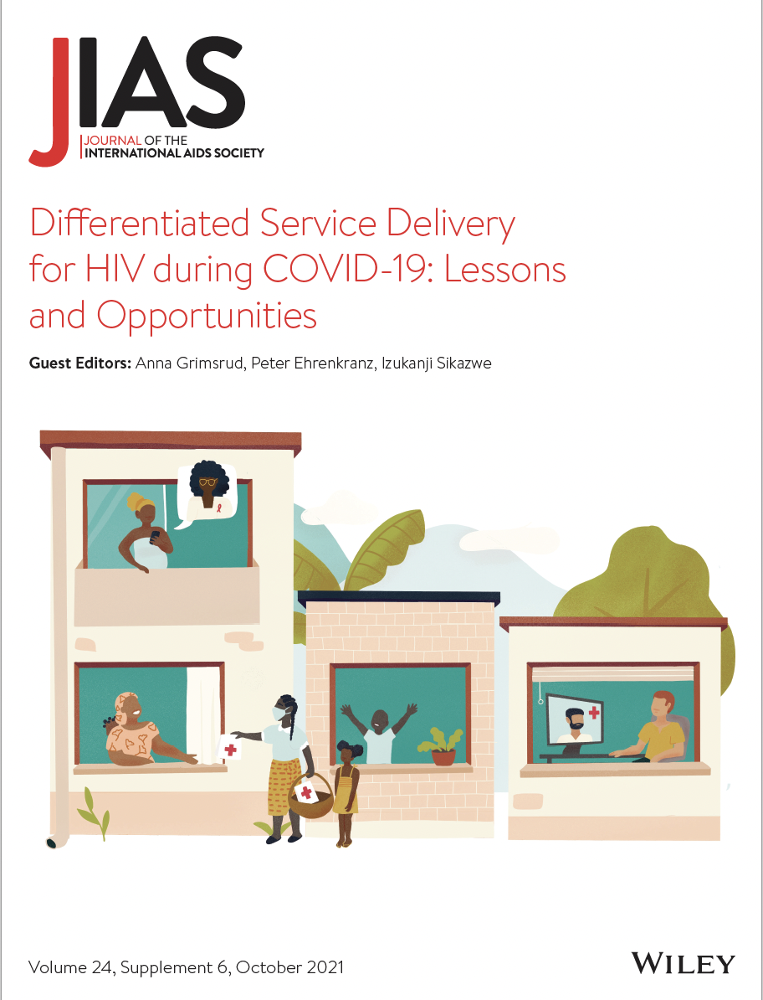 JIAS
JOURNAL OF THE
INTERNATIONAL AIDS SOCIETY
Differentiated Service Delivery
for HIV during COVID-19: Lessons
and Opportunities
Guest Editors: Anna Grimsrud, Peter Ehrenkranz, Izukanji Sikazwe
Volume 24, Supplement 6, October 2021
WILEY